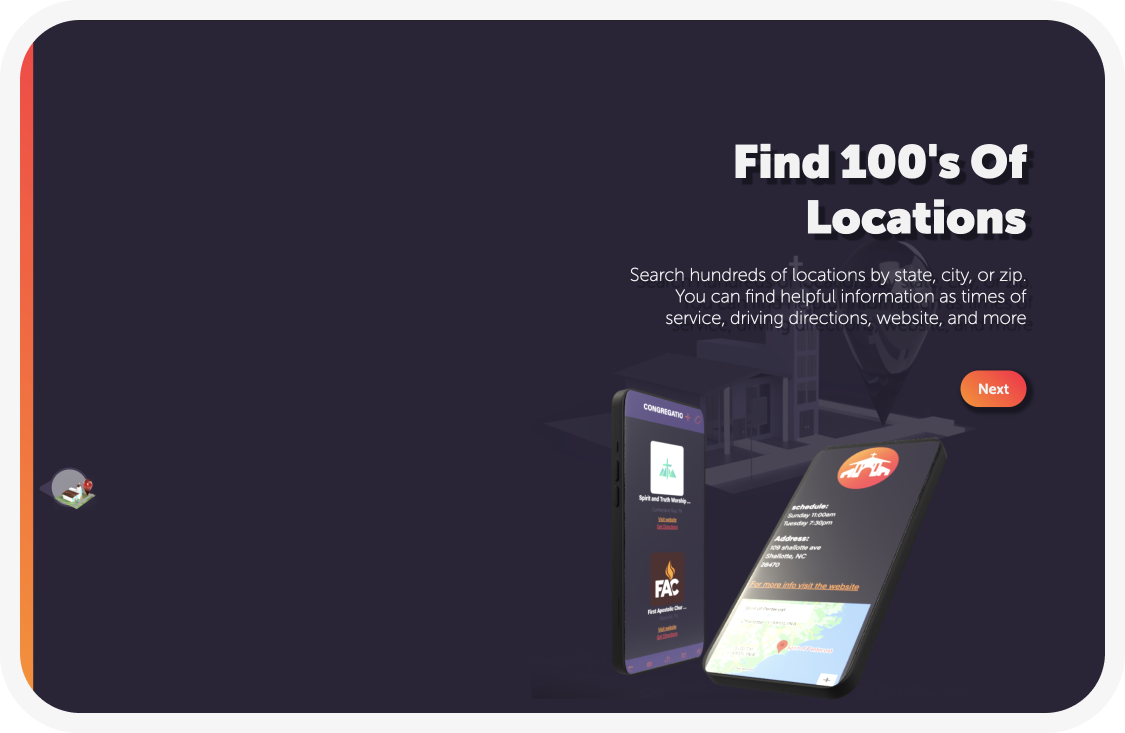 Find 100's Of
Locations
Search hundreds of locations by state, city, or zip.
You can find helpful information as times of
service, driving directions, website, and more
Next
CONGREGATIO
Spirit and Truth Worship ...
Visit website
Get Directions
FAC
First Apostolic Chur ...
Visit website
Get Directions
schedule:
Sunday 11:00am
Tuesday 7:30pm
Address:
109 shallotte ave
Shallotte, NC
28470
For more info visit the website